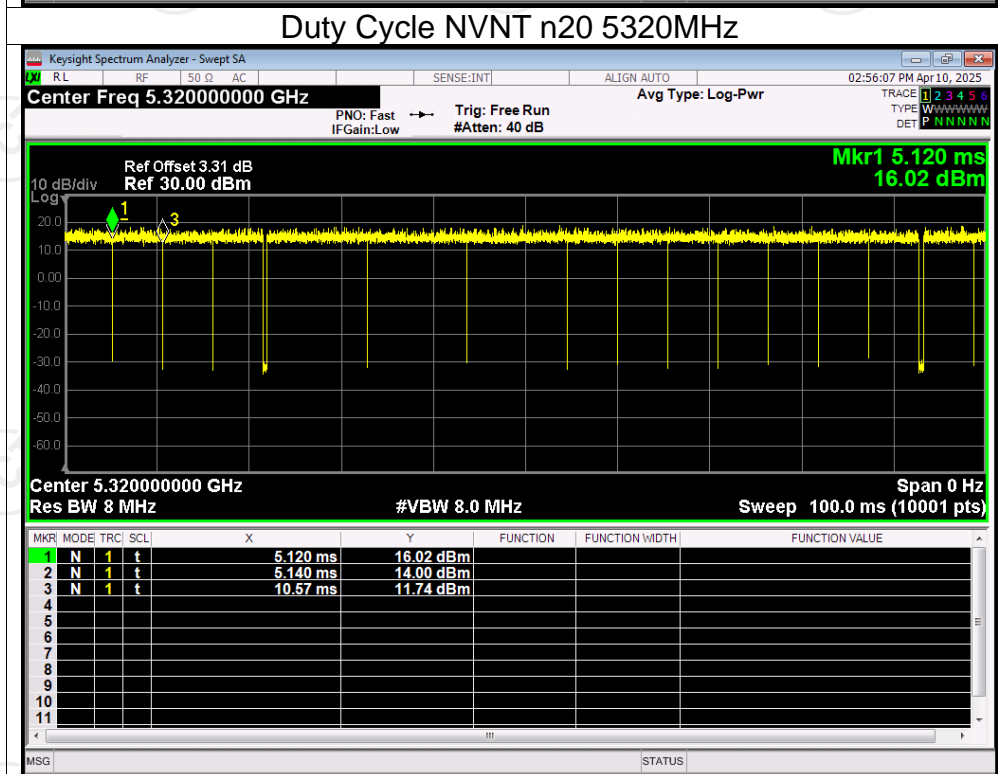 Duty Cycle NVNT n20 5320MHz
Keysight Spectrum Analyzer - Swept SA
LXI RL RF 50 Ω AC SENSE:INT ALIGN AUTO 02:56:07 PM Apr 10, 2025
Center Freq 5.320000000 GHz
PNO: Fast
IFGain:Low
Trig: Free Run
#Atten: 40 dB
Avg Type: Log-Pwr
TRACE 1 2 3 4 5 6
TYPE WWWWWW
DET P N N N N N
Ref Offset 3.31 dB
Ref 30.00 dBm
Mkr1 5.120 ms
16.02 dBm
10 dB/div
Log
1
3
20.0
10.0
0.00
-10.0
-20.0
-30.0
-40.0
-50.0
-60.0
Center 5.320000000 GHz Span 0 Hz
Res BW 8 MHz #VBW 8.0 MHz Sweep 100.0 ms (10001 pts)
MKR MODE TRC SCL X Y FUNCTION FUNCTION WIDTH FUNCTION VALUE
1 N 1 t 5.120 ms 16.02 dBm
2 N 1 t 5.140 ms 14.00 dBm
3 N 1 t 10.57 ms 11.74 dBm
4
5
6
7
8
9
10
11
MSG STATUS